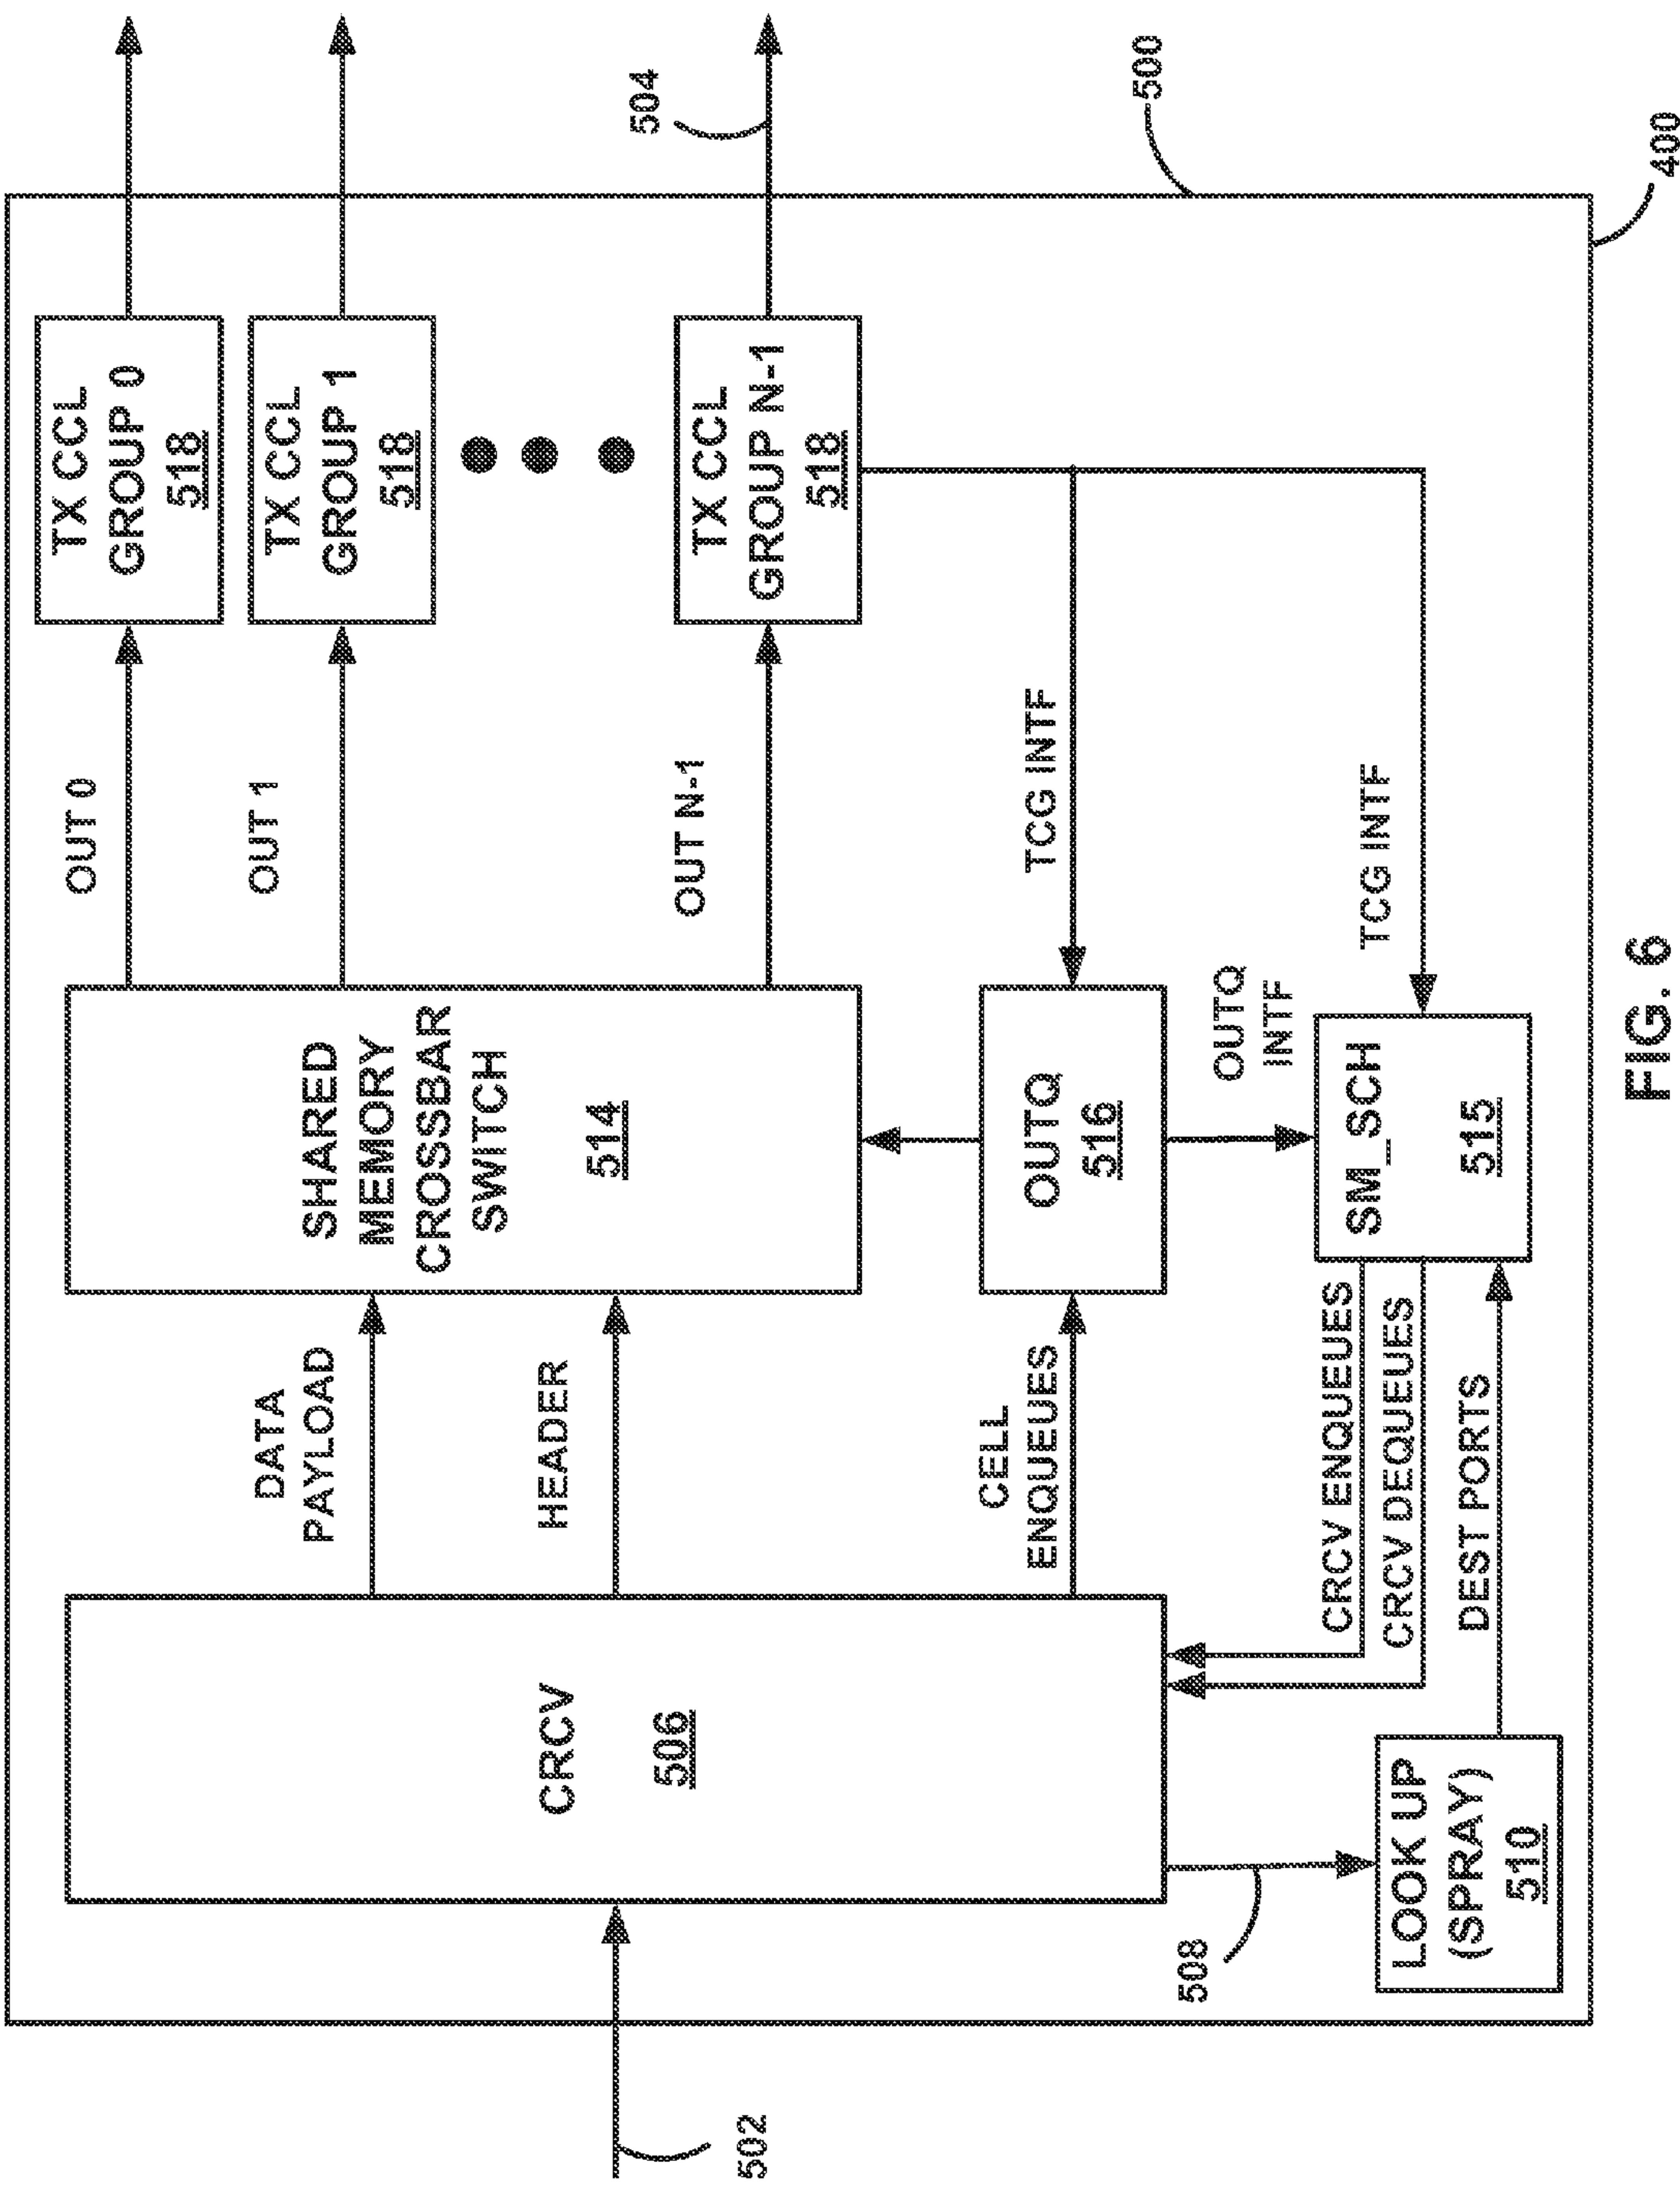 502
CRCV
506
508
LOOK UP
(SPRAY)
510
DATA
PAYLOAD
HEADER
CELL
ENQUEUES
CRCV ENQUEUES
CRCV DEQUEUES
DEST PORTS
SHARED
MEMORY
CROSSBAR
SWITCH
514
OUTQ
516
OUTQ
INTF
SM_SCH
515
OUT 0
OUT 1
OUT N-1
TCG INTF
TCG INTF
TX CCL
GROUP 0
518
TX CCL
GROUP 1
518
TX CCL
GROUP N-1
518
504
500
400
FIG. 6